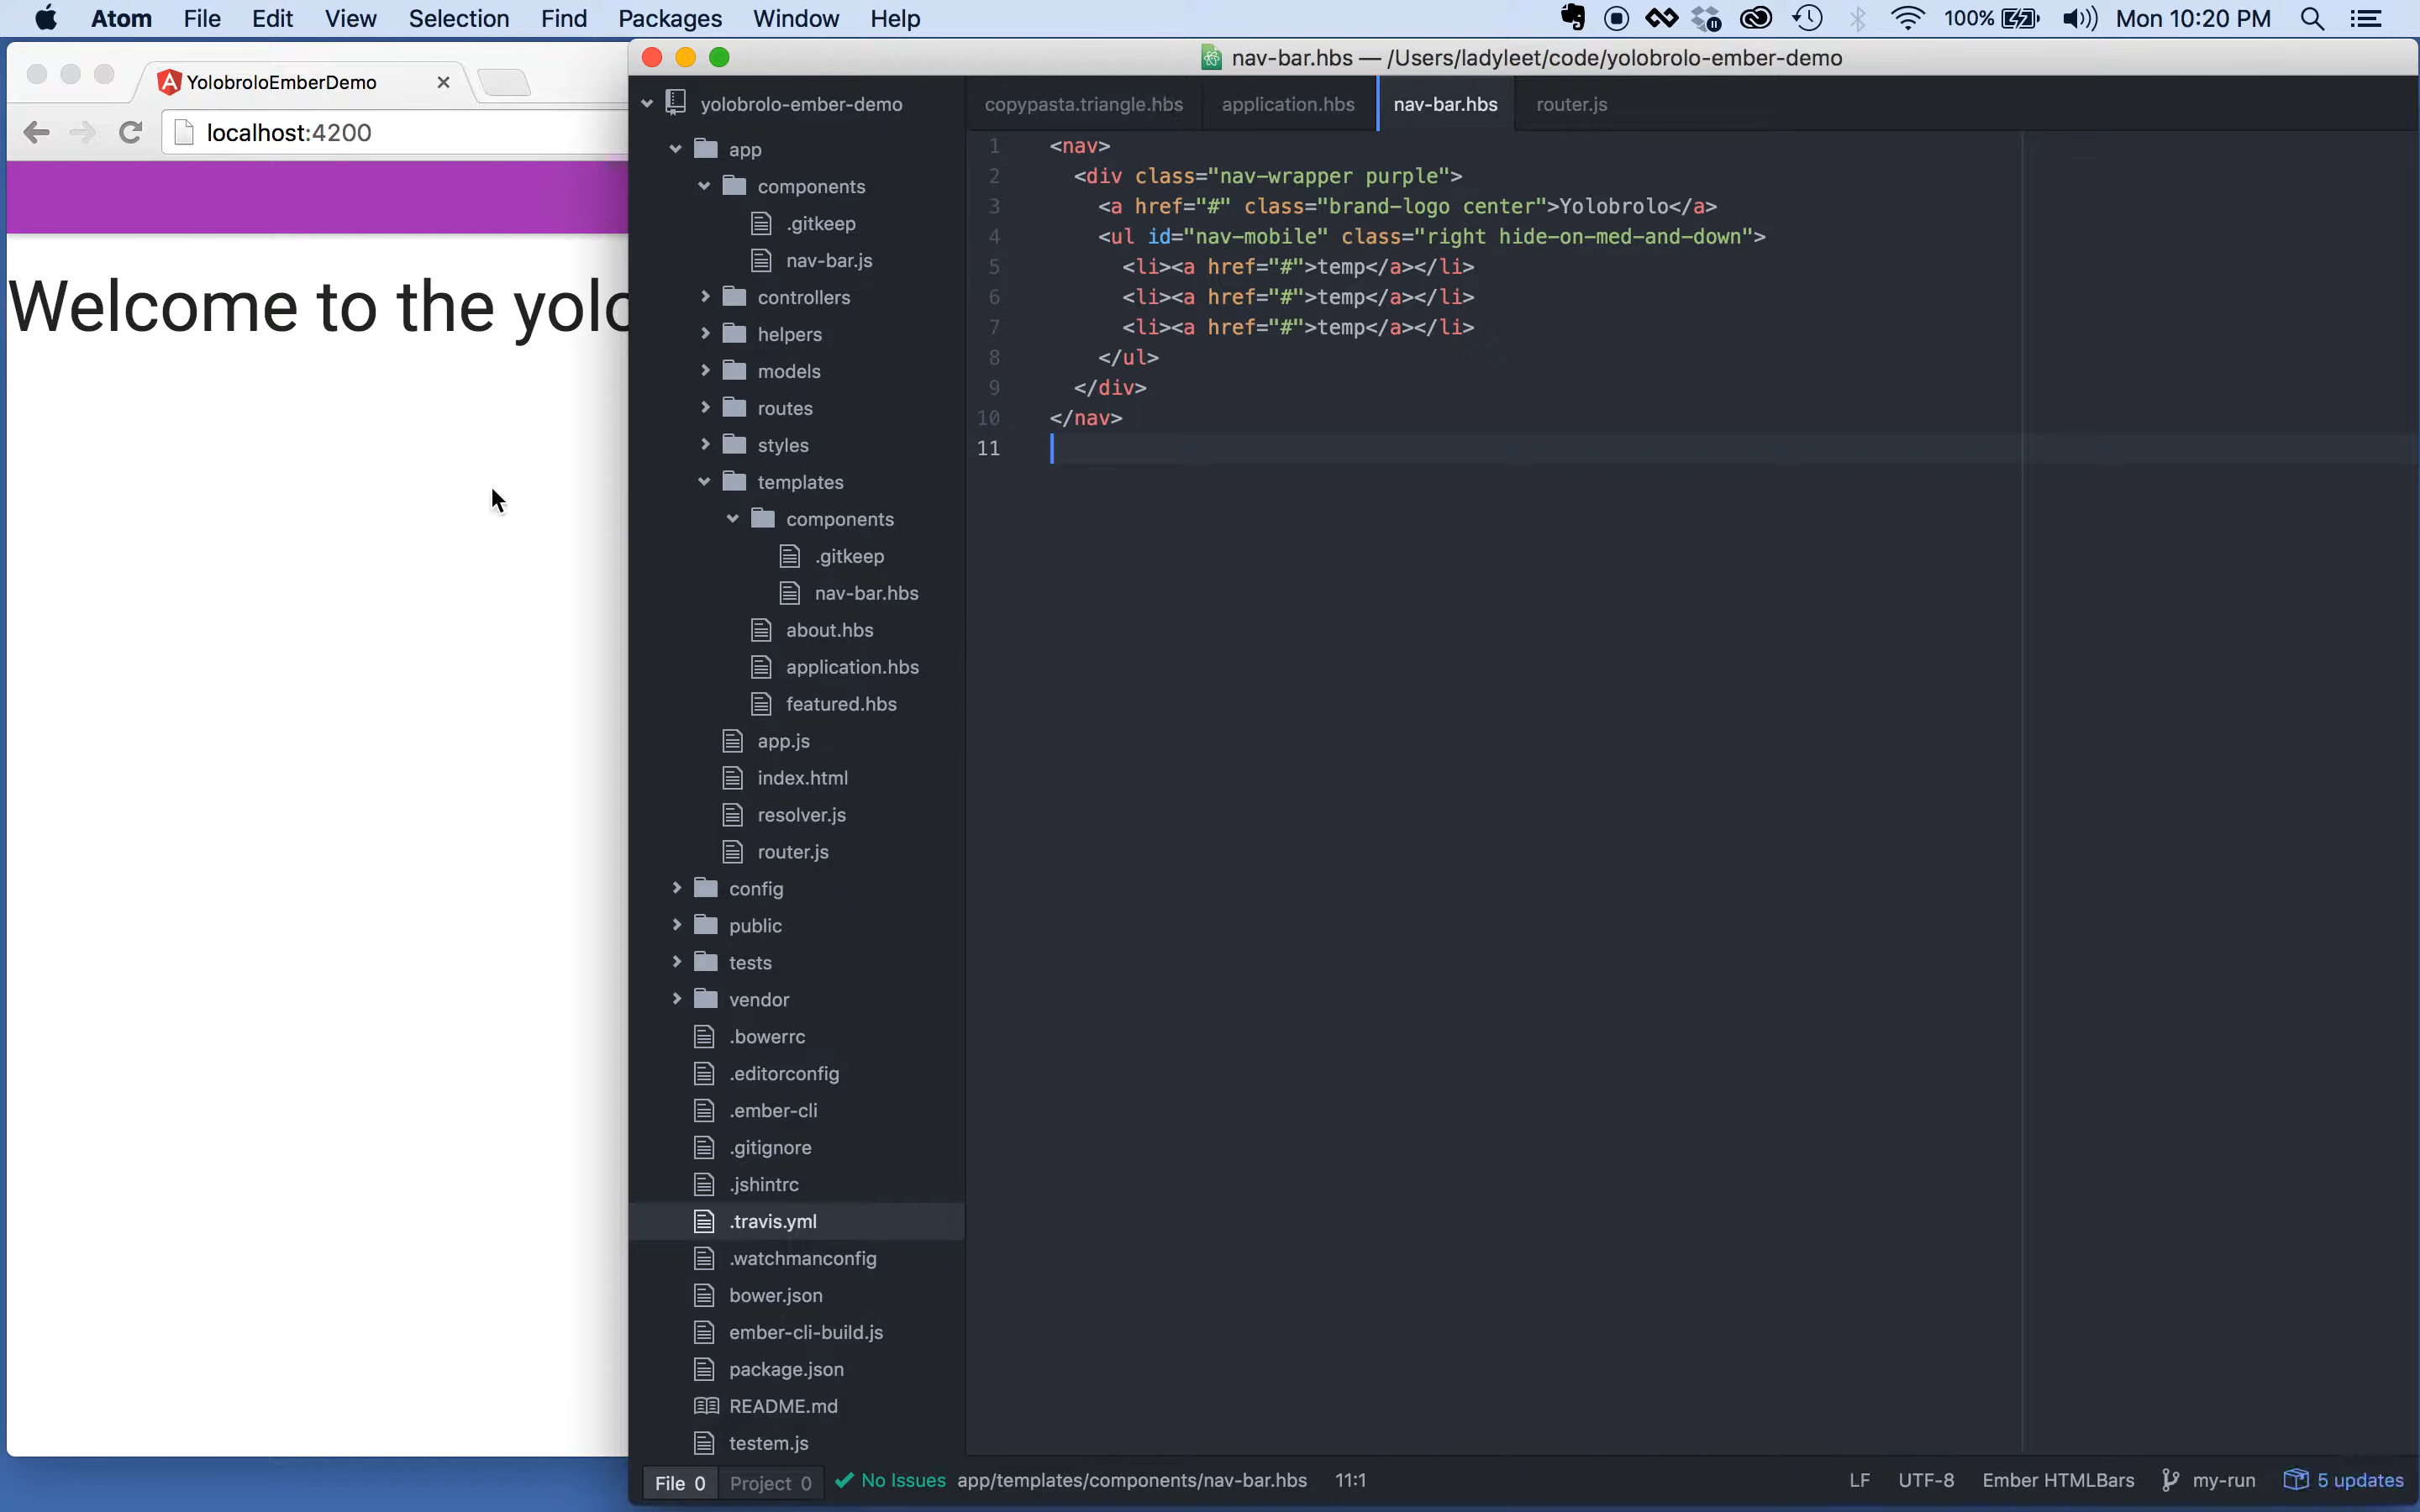 Atom File Edit View Selection Find Packages Window Help 100% Mon 10:20 PM
YolobroloEmberDemo
localhost:4200
Welcome to the yolo
nav-bar.hbs — /Users/ladyleet/code/yolobrolo-ember-demo
yolobrolo-ember-demo
app
components
.gitkeep
nav-bar.js
controllers
helpers
models
routes
styles
templates
components
.gitkeep
nav-bar.hbs
about.hbs
application.hbs
featured.hbs
app.js
index.html
resolver.js
router.js
config
public
tests
vendor
.bowerrc
.editorconfig
.ember-cli
.gitignore
.jshintrc
.travis.yml
.watchmanconfig
bower.json
ember-cli-build.js
package.json
README.md
testem.js
copypasta.triangle.hbs application.hbs nav-bar.hbs router.js
1 <nav>
2 <div class="nav-wrapper purple">
3 <a href="#" class="brand-logo center">Yolobrolo</a>
4 <ul id="nav-mobile" class="right hide-on-med-and-down">
5 <li><a href="#">temp</a></li>
6 <li><a href="#">temp</a></li>
7 <li><a href="#">temp</a></li>
8 </ul>
9 </div>
10 </nav>
11
File 0 Project 0 No Issues app/templates/components/nav-bar.hbs 11:1 LF UTF-8 Ember HTMLBars my-run 5 updates